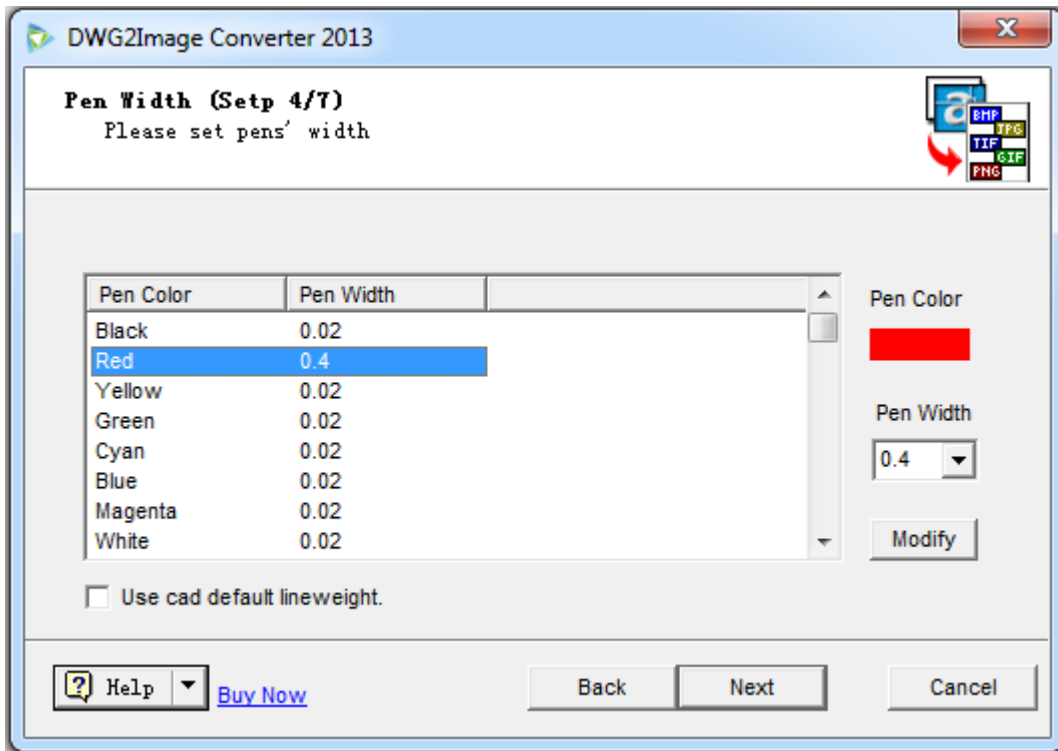 DWG2Image Converter 2013
Pen Width (Setp 4/7)
Please set pens' width
a
BMP
JPG
TIF
GIF
PNG
Pen Color Pen Width
Black 0.02
Red 0.4
Yellow 0.02
Green 0.02
Cyan 0.02
Blue 0.02
Magenta 0.02
White 0.02
Pen Color
Pen Width
0.4
Modify
Use cad default lineweight.
Help
Buy Now
Back
Next
Cancel